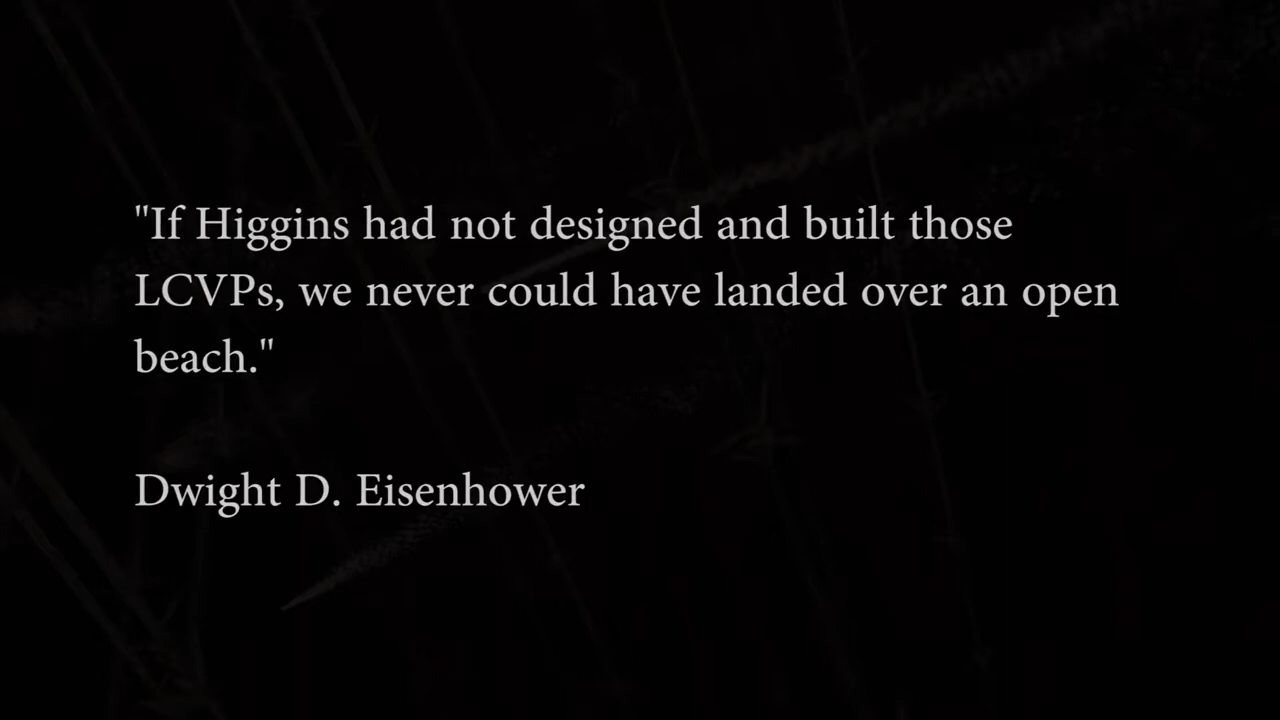 "If Higgins had not designed and built those
LCVPs, we never could have landed over an open
beach."
Dwight D. Eisenhower